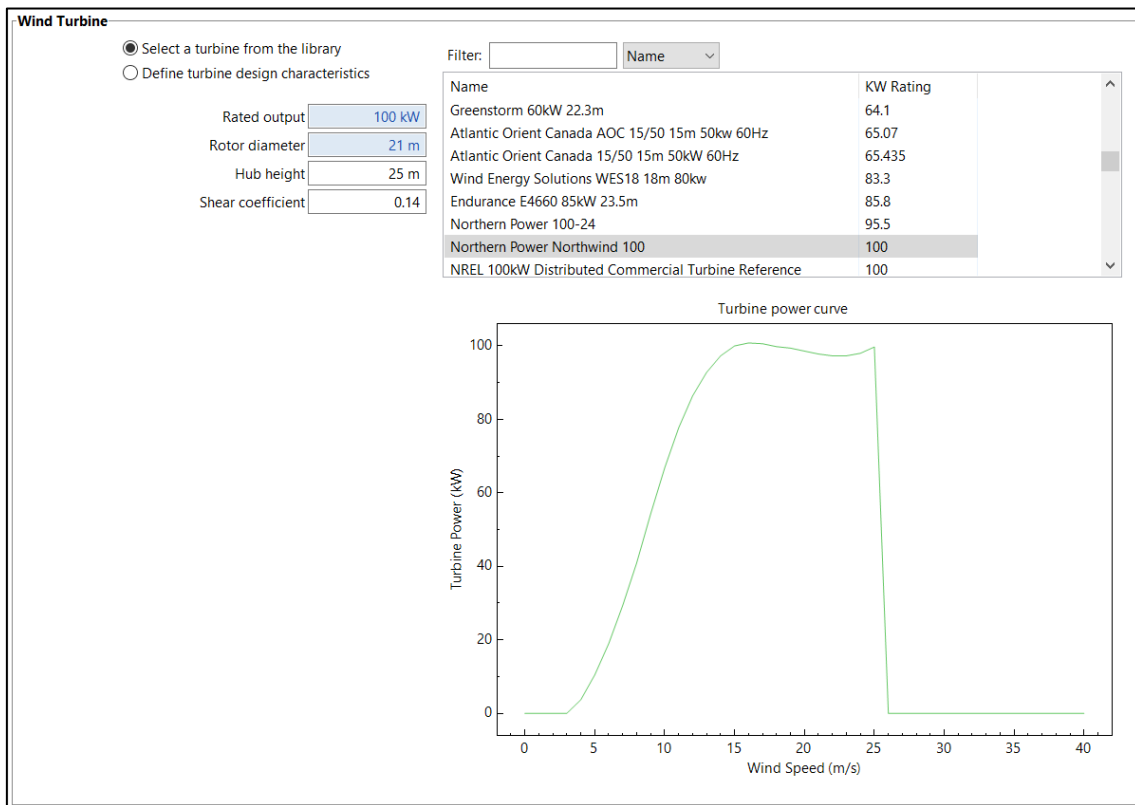 Wind Turbine
Select a turbine from the library
Define turbine design characteristics
Rated output 100 kW
Rotor diameter 21 m
Hub height 25 m
Shear coefficient 0.14
Filter: Name
Name KW Rating
Greenstorm 60kW 22.3m 64.1
Atlantic Orient Canada AOC 15/50 15m 50kw 60Hz 65.07
Atlantic Orient Canada 15/50 15m 50kW 60Hz 65.435
Wind Energy Solutions WES18 18m 80kw 83.3
Endurance E4660 85kW 23.5m 85.8
Northern Power 100-24 95.5
Northern Power Northwind 100 100
NREL 100kW Distributed Commercial Turbine Reference 100
Turbine power curve
Turbine Power (kW)
100
80
60
40
20
0
0 5 10 15 20 25 30 35 40
Wind Speed (m/s)